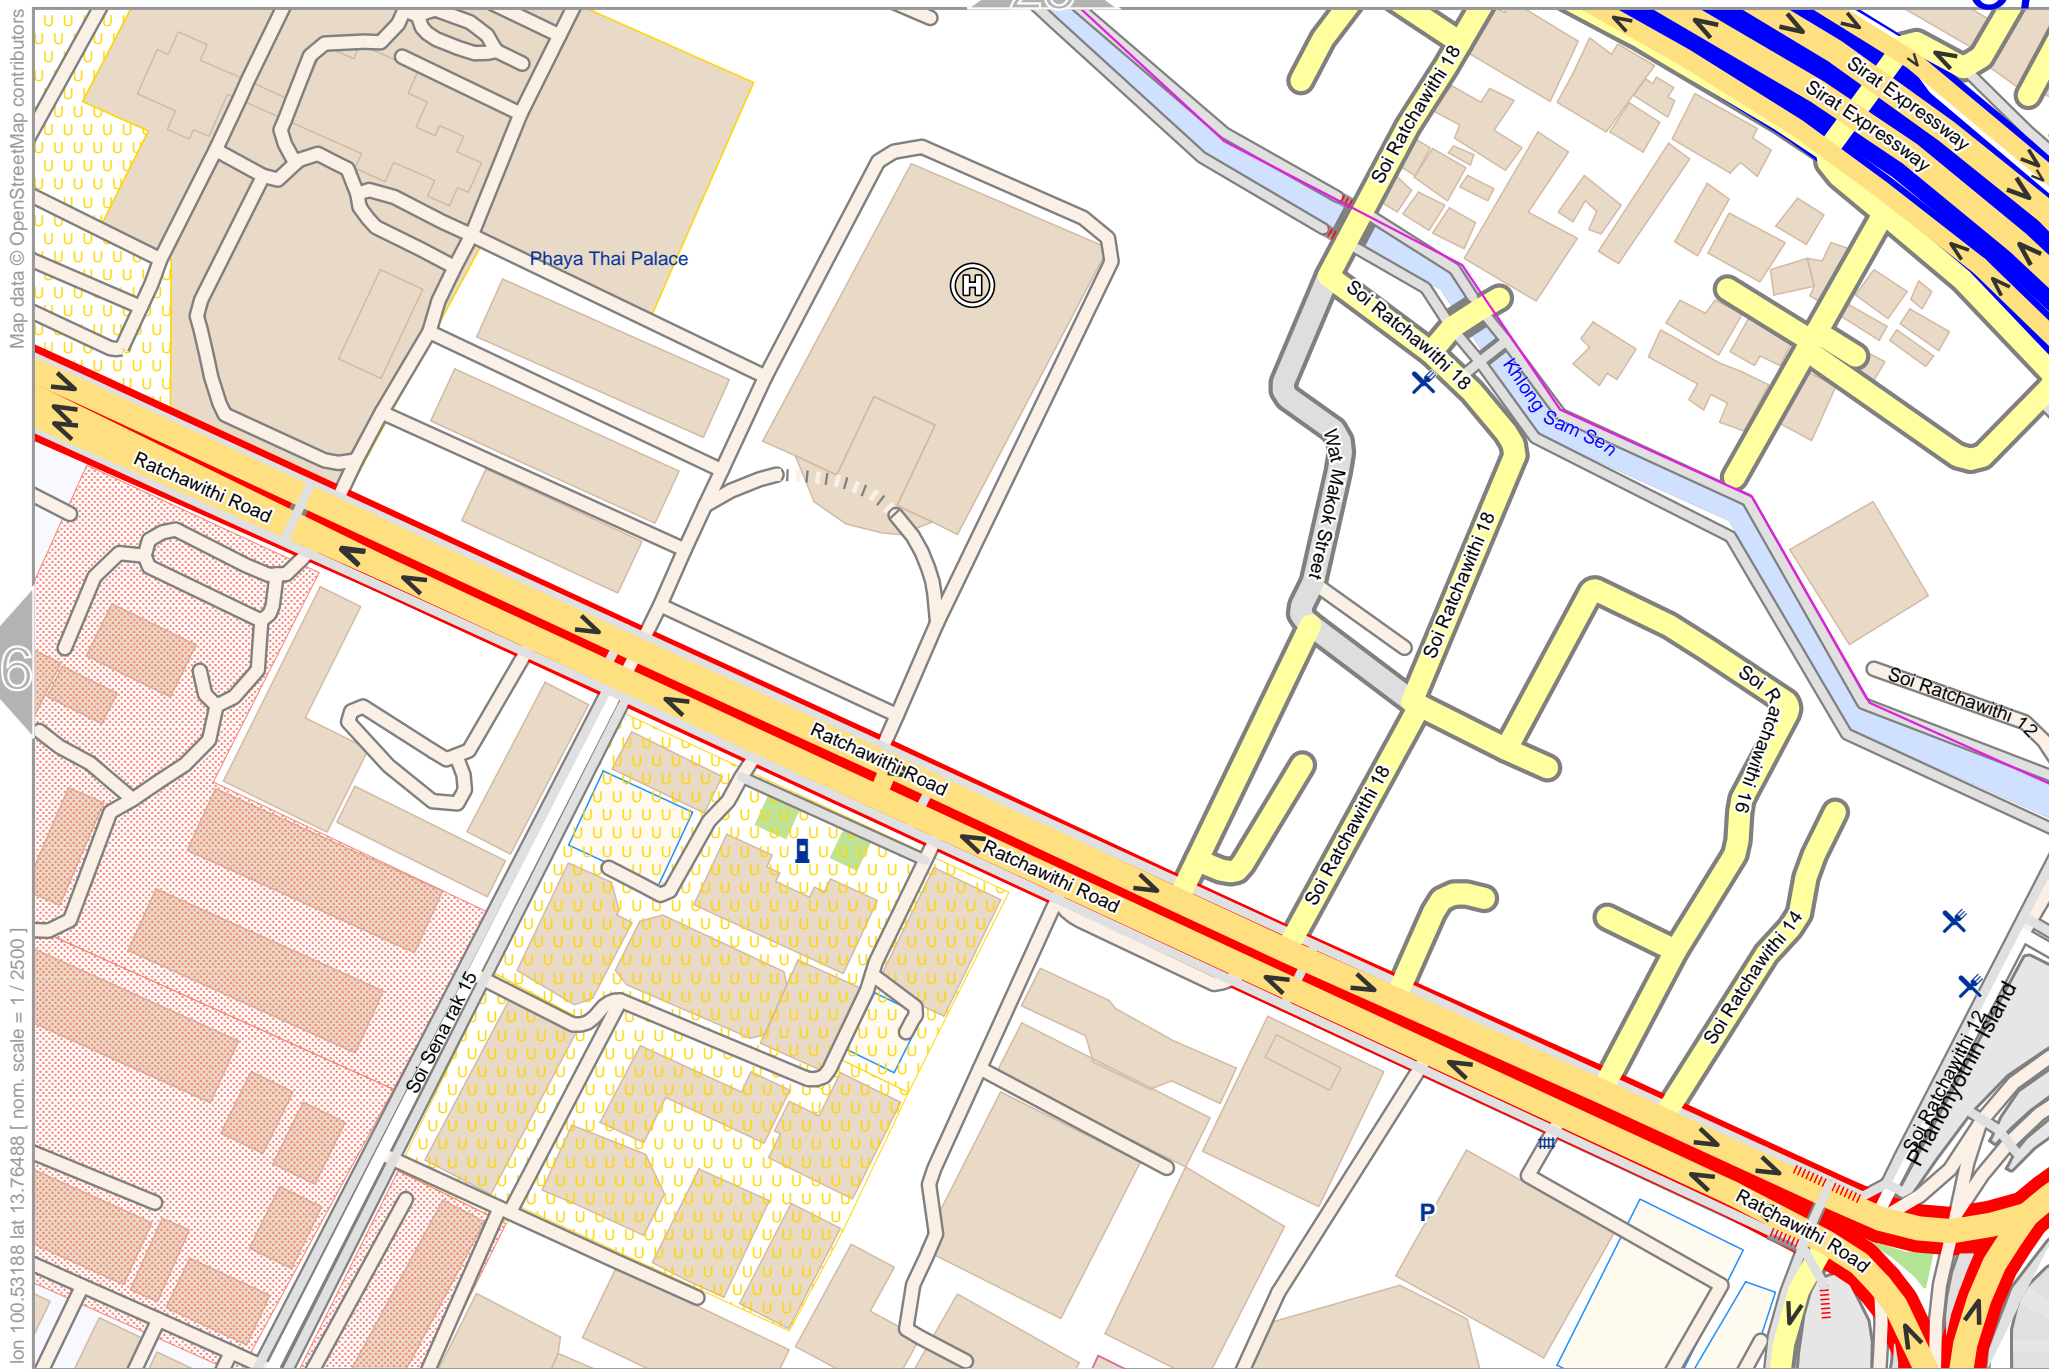 Map data © OpenStreetMap contributors
Soi Ratchawithi 18
Sirat Expressway
Sirat Expressway
Phaya Thai Palace
H
Soi Ratchawithi 18
Khlong Sam Sen
Wat Makok Street
Ratchawithi Road
Soi Ratchawithi 18
6
Soi Ratchawithi 16
Soi Ratchawithi 12
Ratchawithi Road
Soi Ratchawithi 18
Ratchawithi Road
Soi Ratchawithi 14
Soi Sena rak 15
Soi Ratchawithi 12
Phahonyothin Island
P
Ratchawithi Road
lon 100.53188 lat 13.76488 [ nom. scale = 1 / 2500 ]